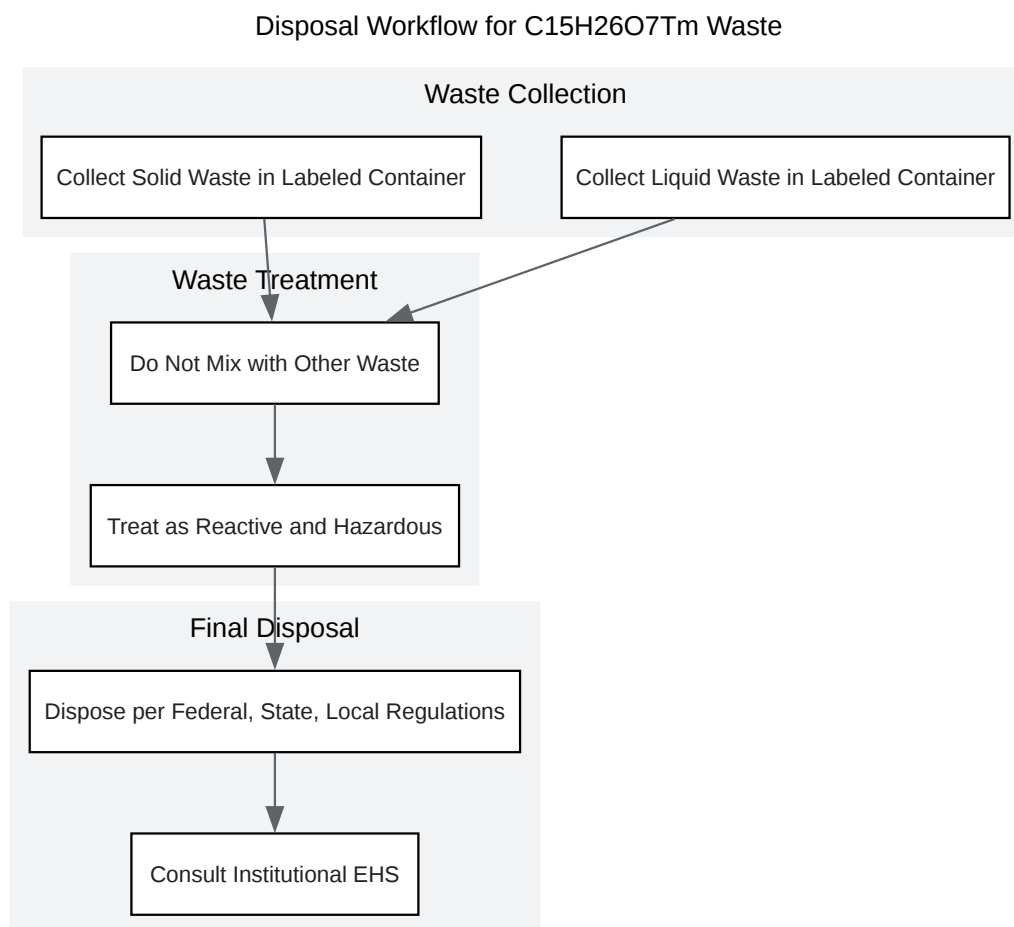 Disposal Workflow for C15H26O7Tm Waste
Waste Collection
Collect Solid Waste in Labeled Container
Collect Liquid Waste in Labeled Container
Waste Treatment
Do Not Mix with Other Waste
Treat as Reactive and Hazardous
Final Disposal
Dispose per Federal, State, Local Regulations
Consult Institutional EHS